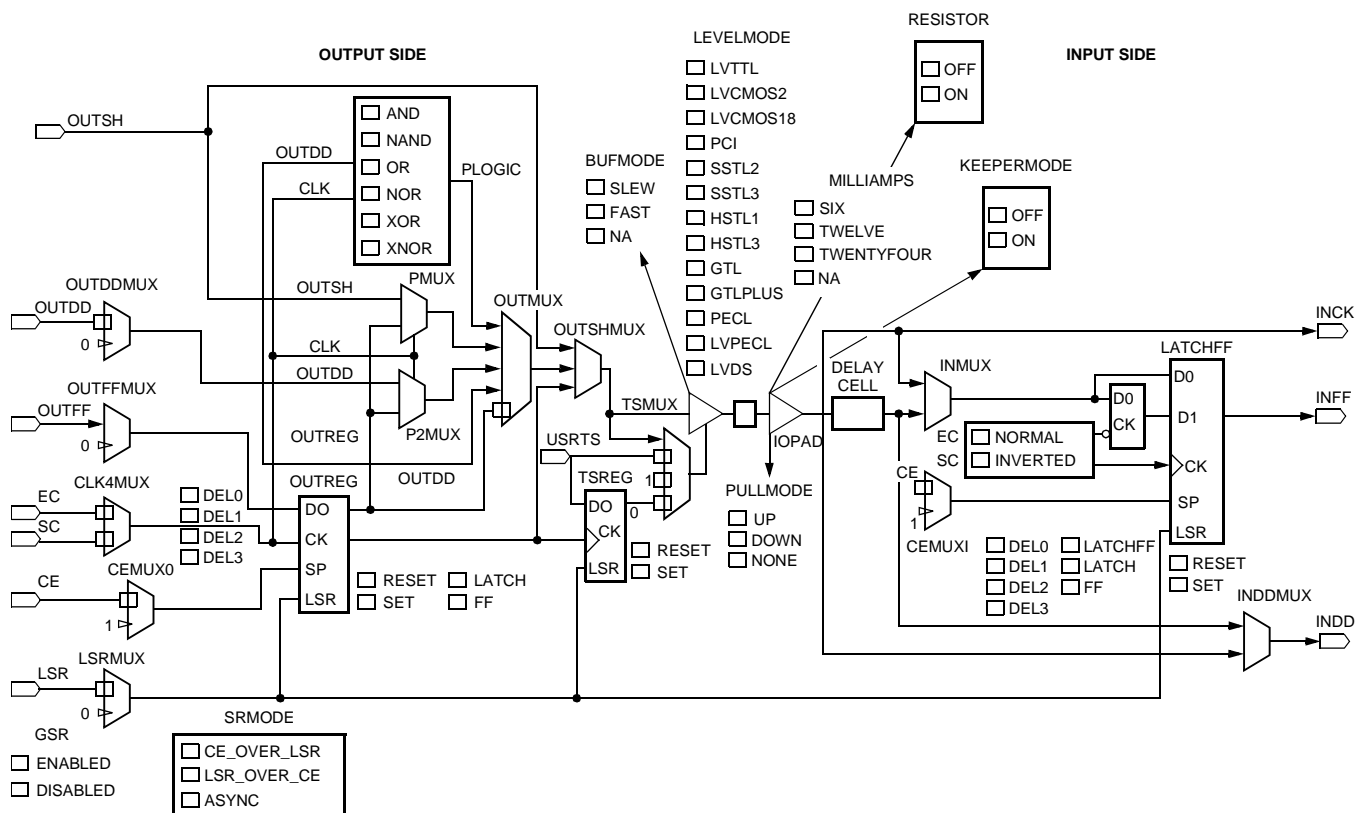 OUTPUT SIDE
INPUT SIDE
RESISTOR
OFF
ON
LEVELMODE
LVTTL
LVCMOS2
LVCMOS18
PCI
SSTL2
SSTL3
HSTL1
HSTL3
GTL
GTLPLUS
PECL
LVPECL
LVDS
OUTSH
AND
NAND
OR
NOR
XOR
XNOR
OUTDD
CLK
PLOGIC
BUFMODE
SLEW
FAST
NA
MILLIAMPS
SIX
TWELVE
TWENTYFOUR
NA
KEEPERMODE
OFF
ON
OUTDDMUX
OUTDD
0
OUTSH
PMUX
OUTMUX
OUTSHMUX
CLK
OUTDD
P2MUX
OUTREG
OUTDD
OUTFFMUX
OUTFF
0
CLK4MUX
EC
SC
DEL0
DEL1
DEL2
DEL3
OUTREG
DO
CK
SP
LSR
RESET
SET
LATCH
FF
CEMUX0
CE
1
LSRMUX
LSR
0
GSR
ENABLED
DISABLED
SRMODE
CE_OVER_LSR
LSR_OVER_CE
ASYNC
TSMUX
USRTS
1
0
TSREG
DO
CK
LSR
RESET
SET
IOPAD
PULLMODE
UP
DOWN
NONE
DELAY
CELL
INMUX
EC
SC
NORMAL
INVERTED
D0
CK
LATCHFF
D0
D1
CK
SP
LSR
CE
1
CEMUXI
DEL0
DEL1
DEL2
DEL3
LATCHFF
LATCH
FF
RESET
SET
INDDMUX
INCK
INFF
INDD